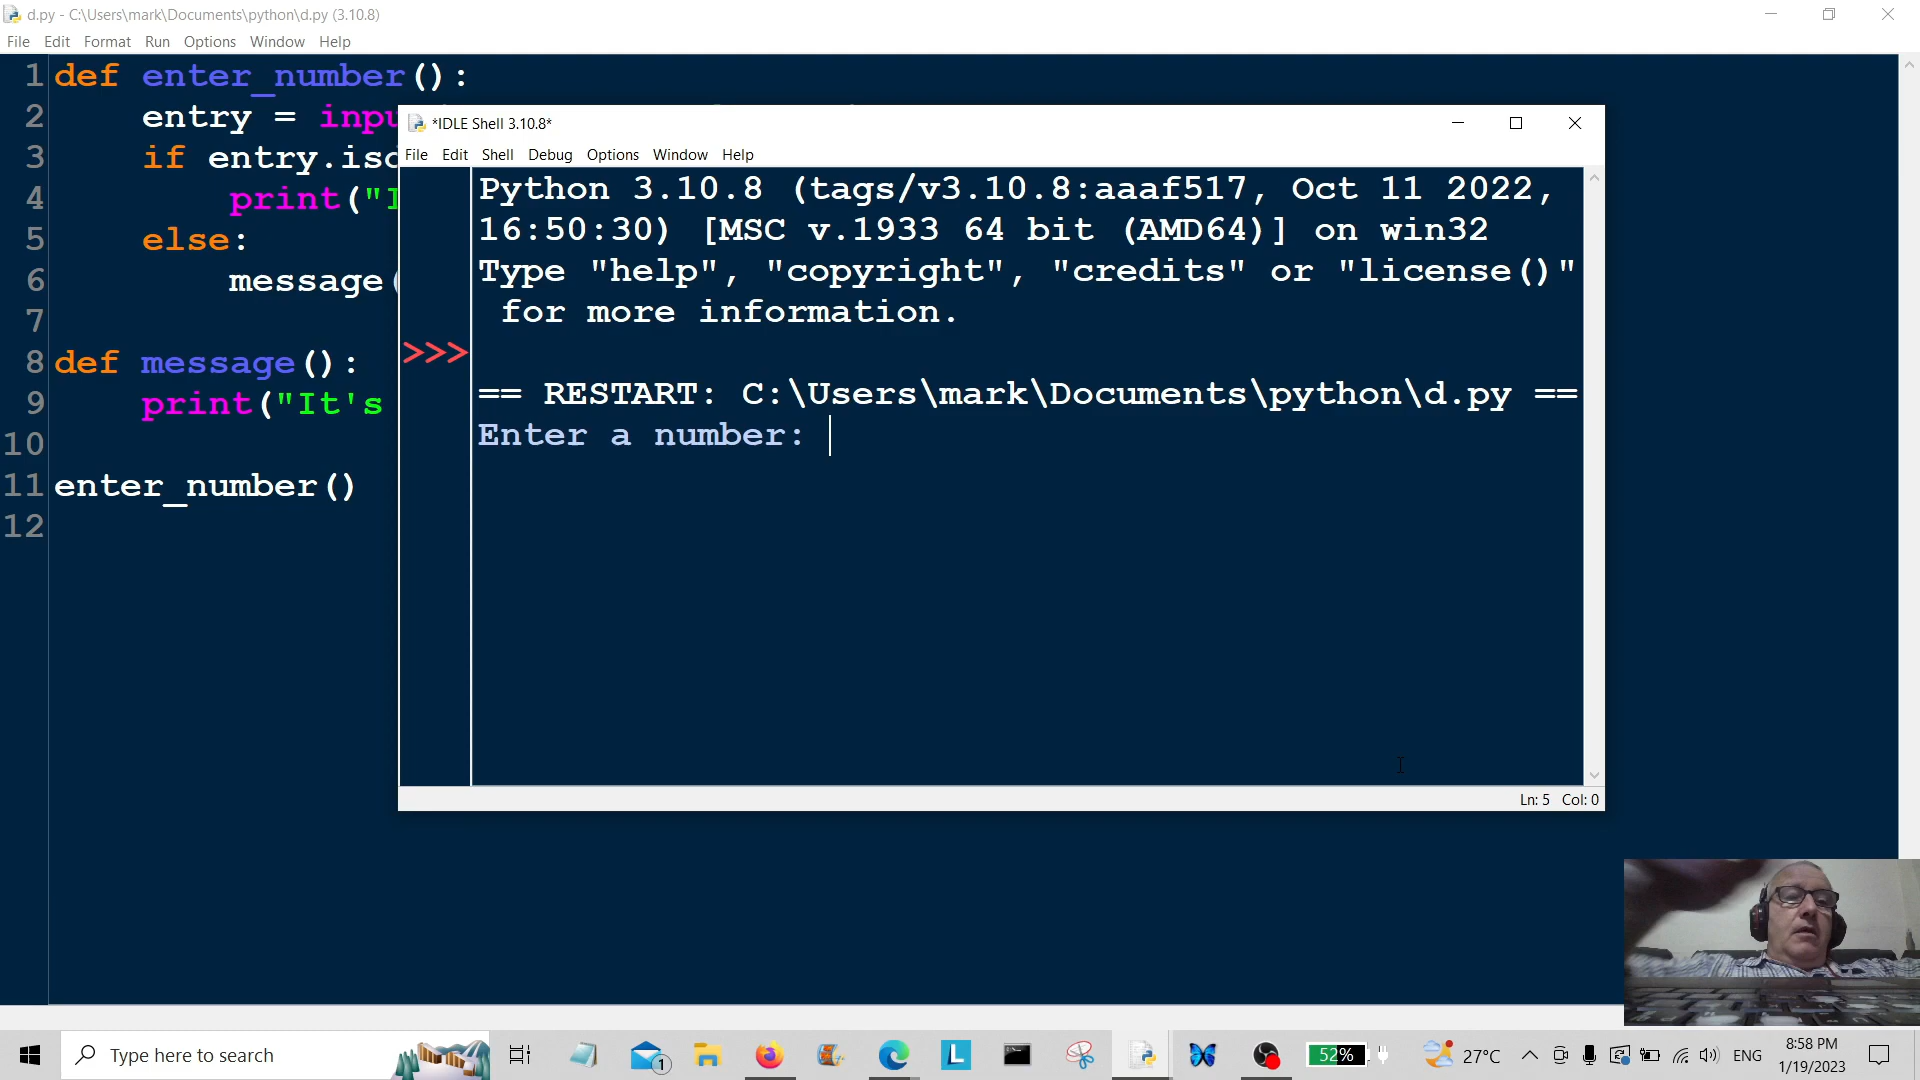 d.py - C:\Users\mark\Documents\python\d.py (3.10.8)
File Edit Format Run Options Window Help
1 def enter_number():
2 entry = inpu
3 if entry.isd
4 print("I
5 else:
6 message(
7
8 def message():
9 print("It's
10
11 enter_number()
12
*IDLE Shell 3.10.8*
File Edit Shell Debug Options Window Help
Python 3.10.8 (tags/v3.10.8:aaaf517, Oct 11 2022,
16:50:30) [MSC v.1933 64 bit (AMD64)] on win32
Type "help", "copyright", "credits" or "license()"
for more information.
>>>
== RESTART: C:\Users\mark\Documents\python\d.py ==
Enter a number:
Ln: 5 Col: 0
Type here to search
1
L
52%
27°C
ENG
8:58 PM
1/19/2023